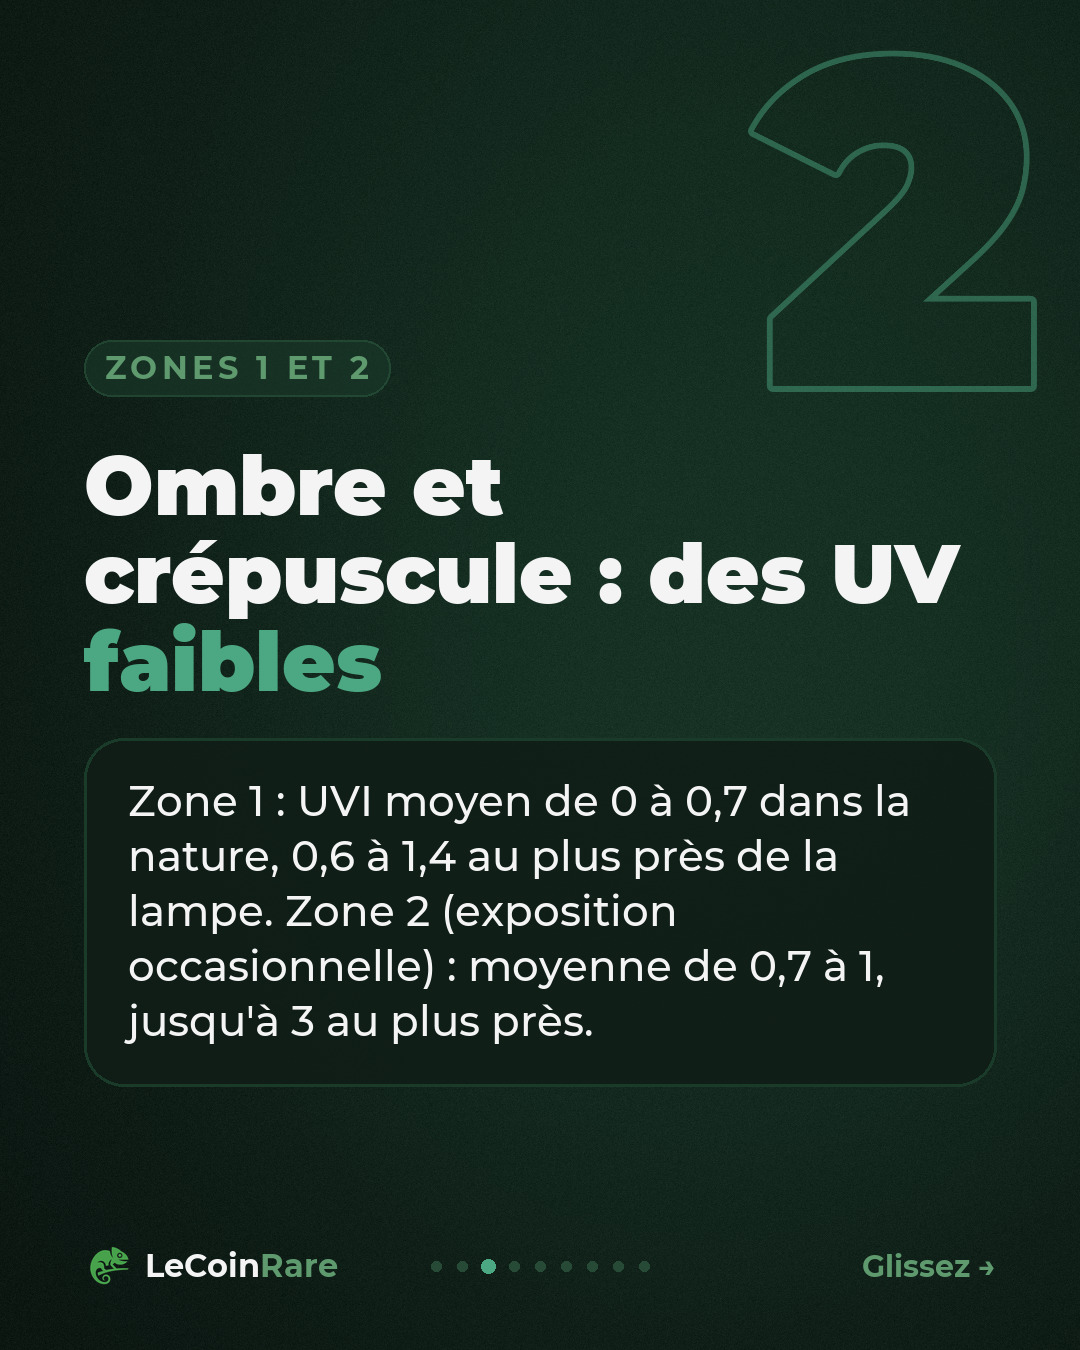 2
ZONES 1 ET 2
Ombre et
crépuscule : des UV
faibles
Zone 1 : UVI moyen de 0 à 0,7 dans la
nature, 0,6 à 1,4 au plus près de la
lampe. Zone 2 (exposition
occasionnelle) : moyenne de 0,7 à 1,
jusqu'à 3 au plus près.
LeCoinRare
Glissez →